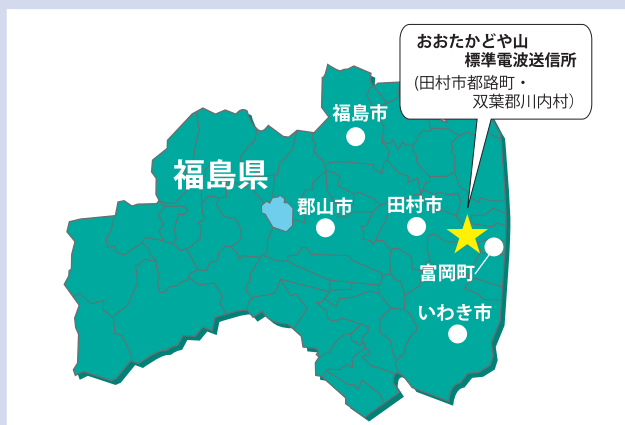 おおたかどや山
標準電波送信所
(田村市都路町・
双葉郡川内村)
福島市
福島県
郡山市
田村市
富岡町
いわき市